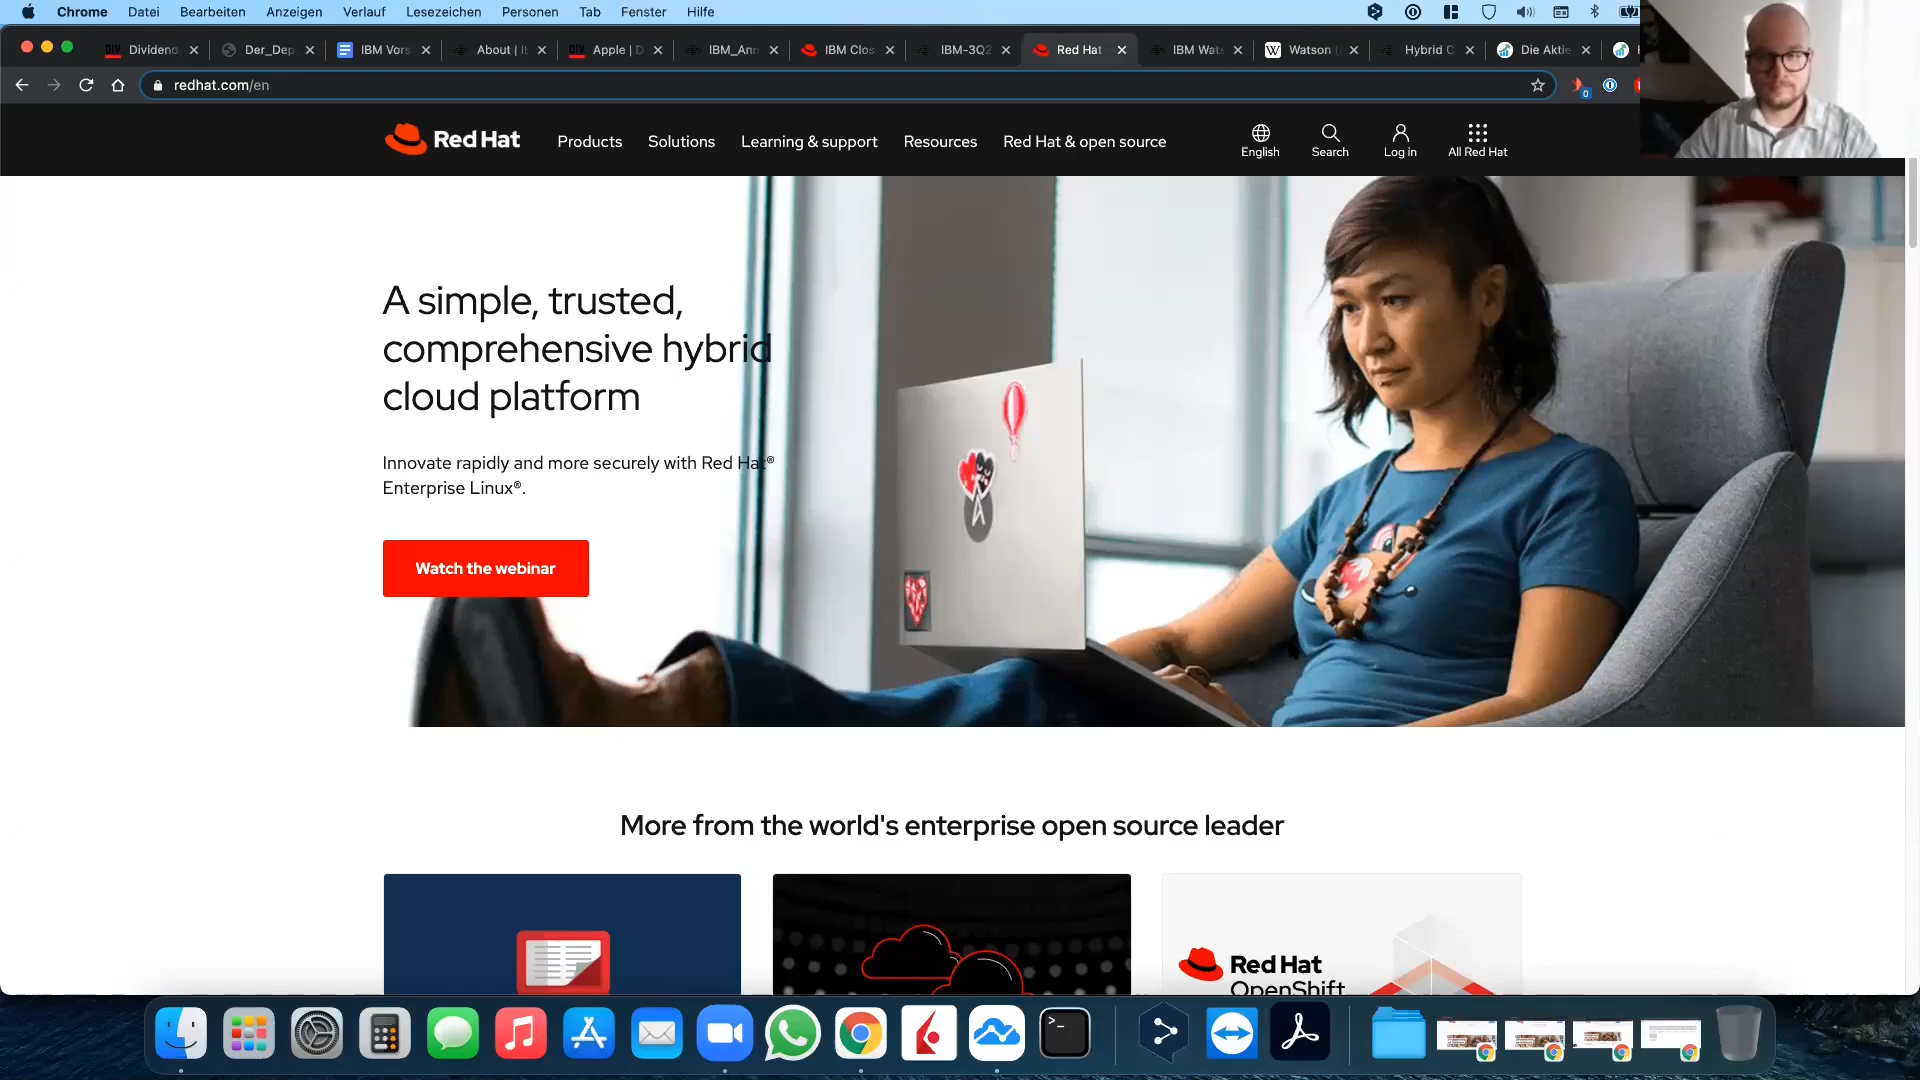 Chrome Datei Bearbeiten Anzeigen Verlauf Lesezeichen Personen Tab Fenster Hilfe
Dividend Der_Dep IBM Vors About | IB Apple | D IBM_Ann IBM Clos IBM-3Q2 Red Hat IBM Wats Watson Hybrid C Die Aktie
redhat.com/en
0
Red Hat Products Solutions Learning & support Resources Red Hat & open source English Search Log in All Red Hat
A simple, trusted,
comprehensive hybrid
cloud platform
Innovate rapidly and more securely with Red Hat®
Enterprise Linux®.
Watch the webinar
More from the world's enterprise open source leader
Red Hat
OpenShift